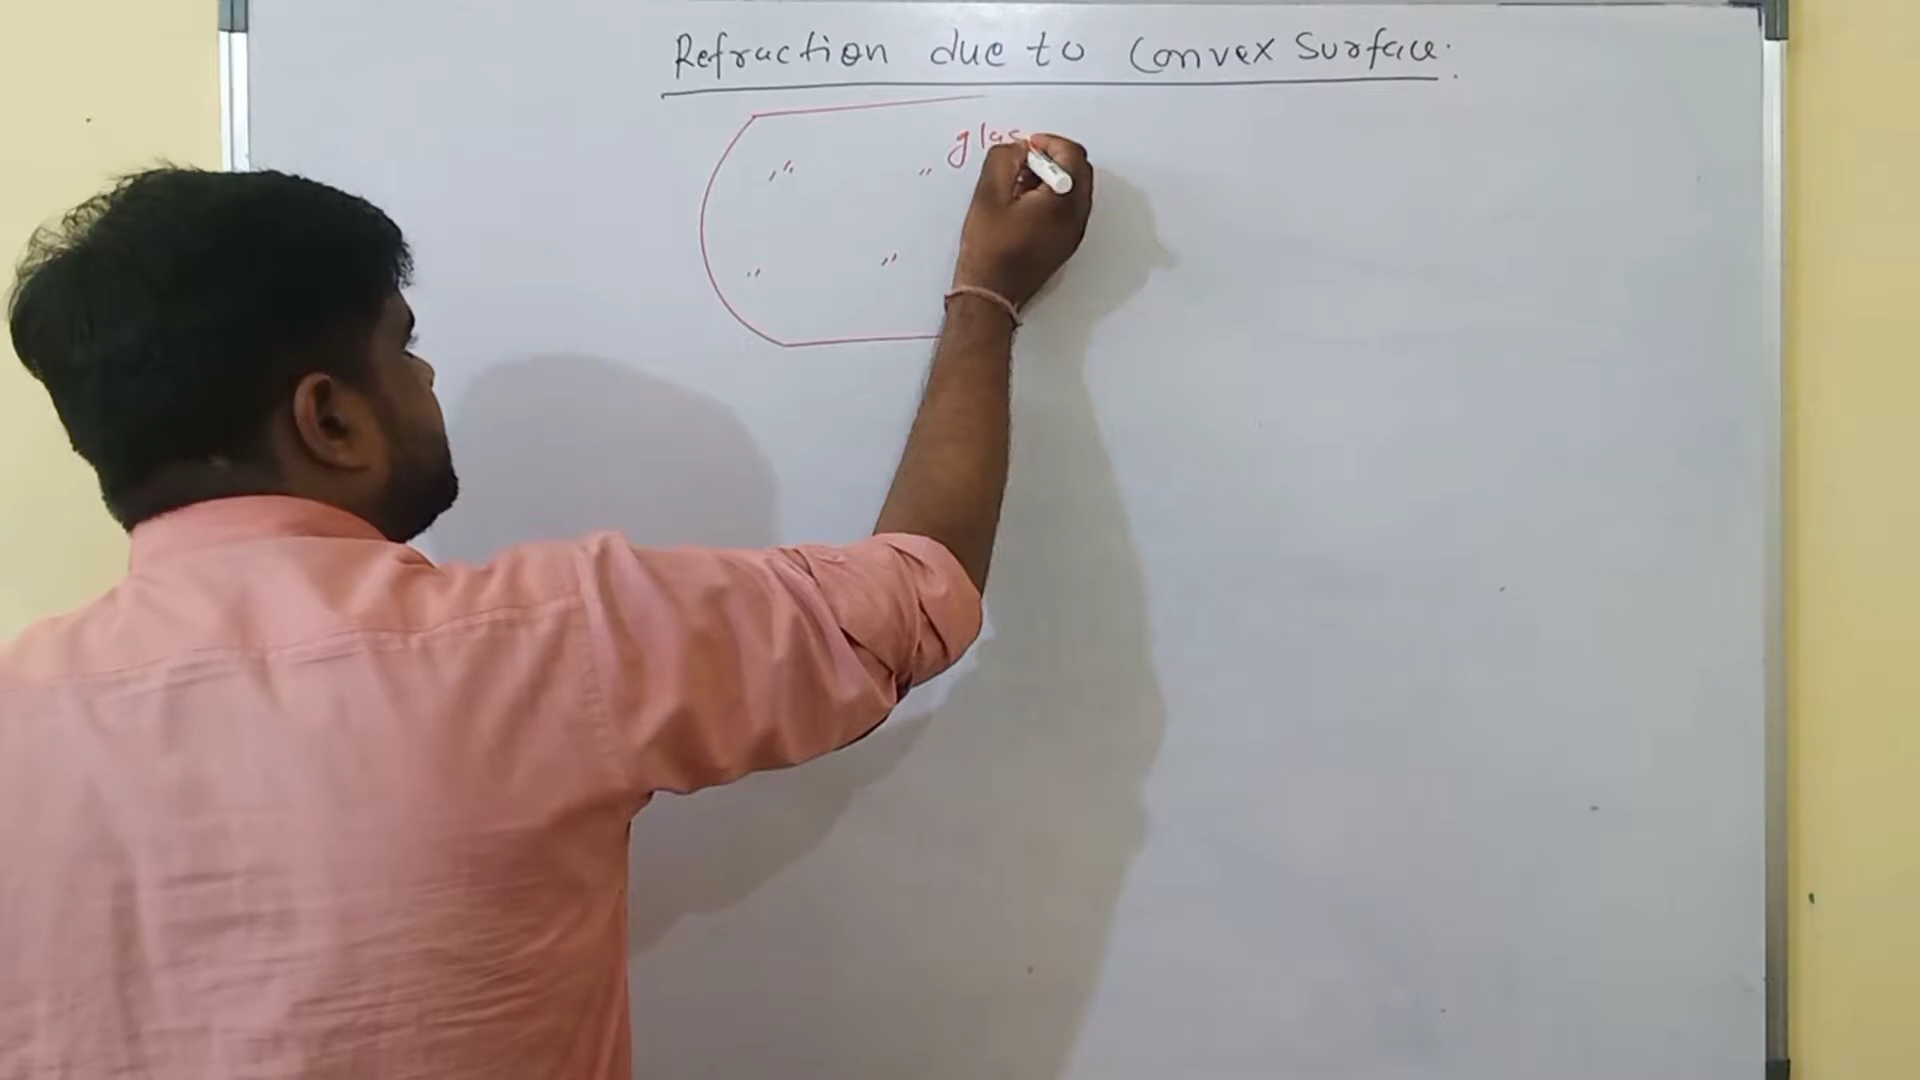 Refraction due to Convex Surface.
glas